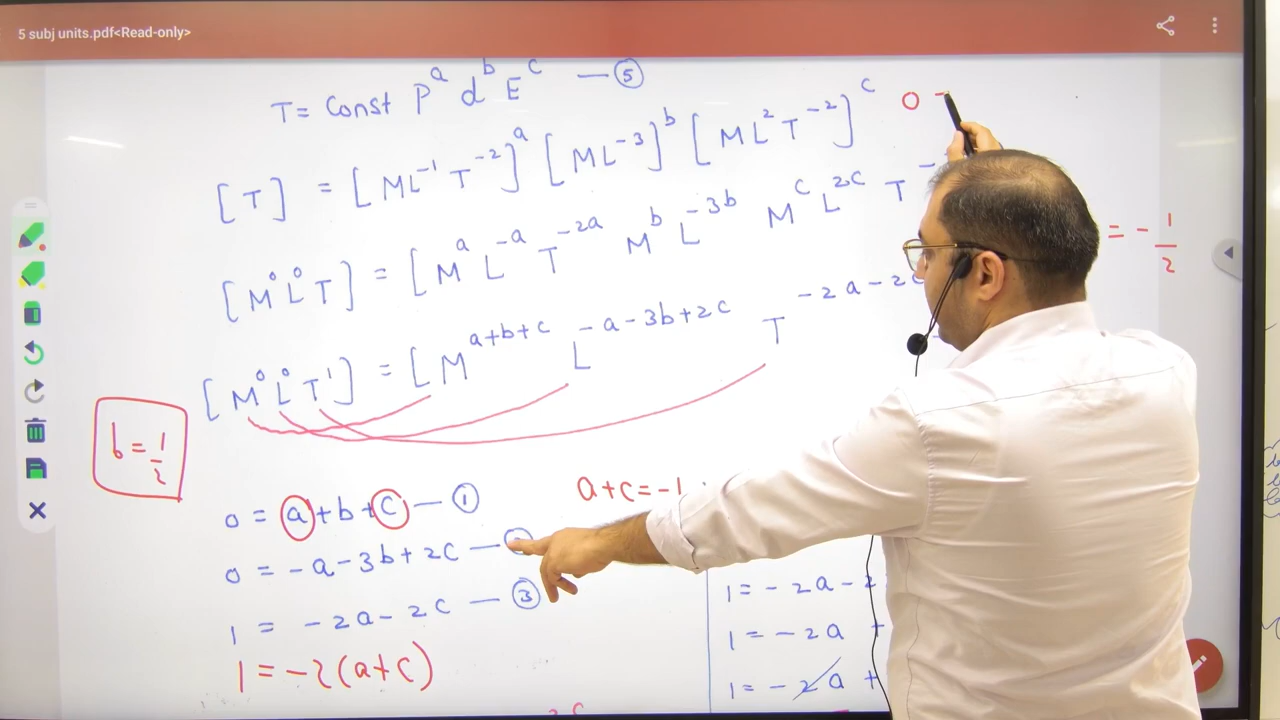 5 subj units.pdf<Read-only>
T = Const P^a d^b E^c — ⑤
[T] = [ML^-1 T^-2]^a [ML^-3]^b [ML^2 T^-2]^c
0 -
[M^0 L^0 T] = [M^a L^-a T^-2a M^b L^-3b M^c L^2c T^-
= - 1/2
[M^0 L^0 T^1] = [M^a+b+c L^-a-3b+2c T^-2a-2c
b = 1/2
0 = a+b+c — ①
a+c = -1
0 = -a-3b+2c —
1 = -2a-2c — ③
1 = -2(a+c)
1 = -2a-2
1 = -2a +
1 = -2a +